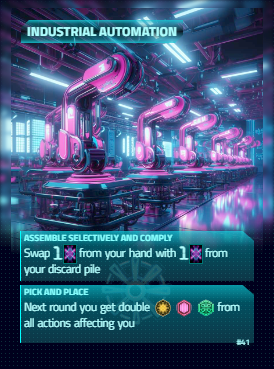 INDUSTRIAL AUTOMATION
ASSEMBLE SELECTIVELY AND COMPLY
Swap 1 from your hand with 1 from
your discard pile
PICK AND PLACE
Next round you get double from
all actions affecting you
#41